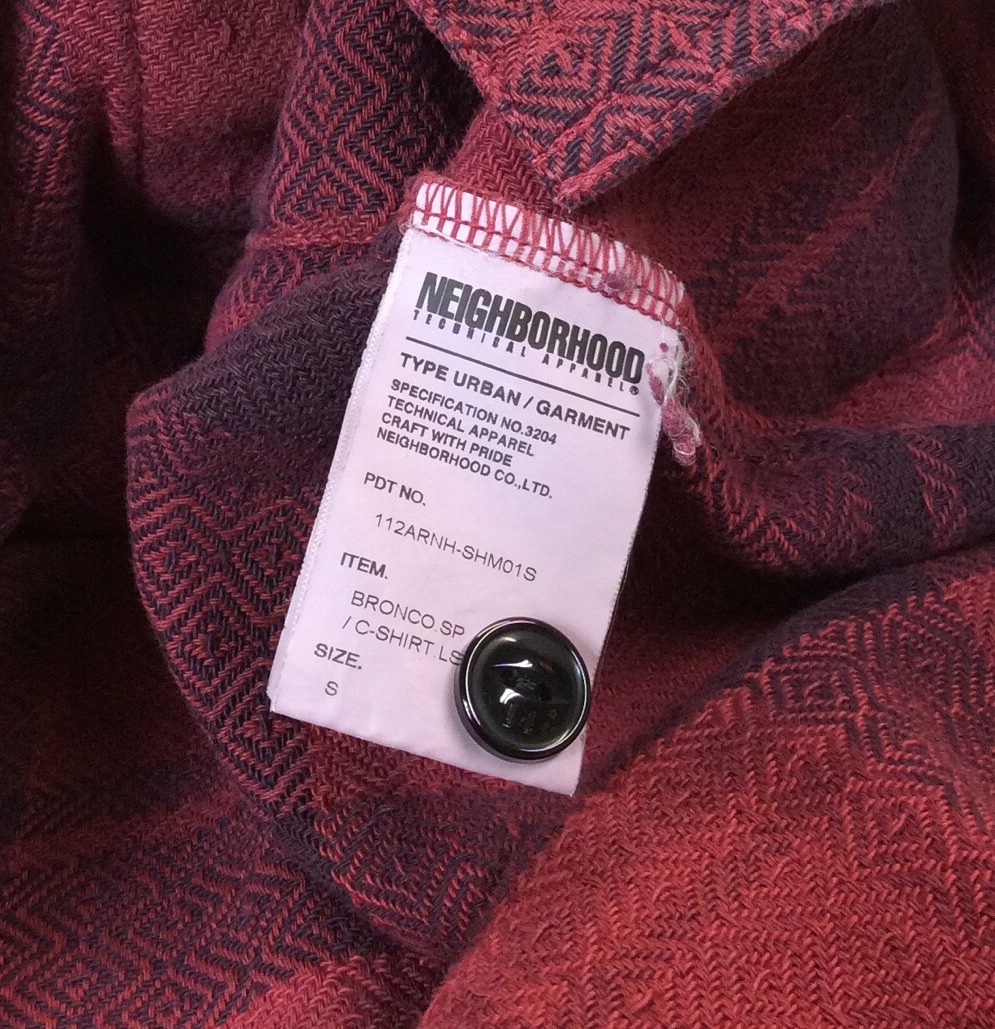 NEIGHBORHOOD
TECHNICAL APPAREL®
TYPE URBAN / GARMENT
SPECIFICATION NO.3204
TECHNICAL APPAREL
CRAFT WITH PRIDE
NEIGHBORHOOD CO.,LTD.
PDT NO.
112ARNH-SHM01S
ITEM.
BRONCO.SP
/ C-SHIRT.LS
SIZE.
S